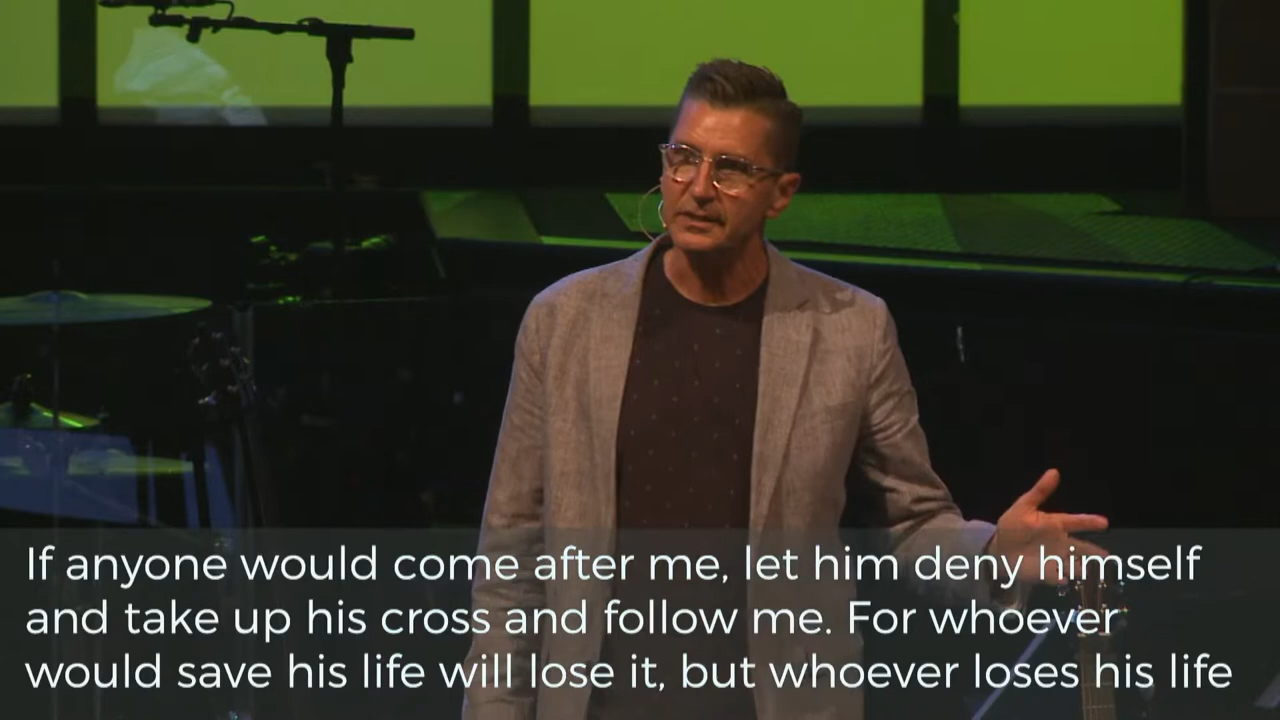 If anyone would come after me, let him deny himself
and take up his cross and follow me. For whoever
would save his life will lose it, but whoever loses his life